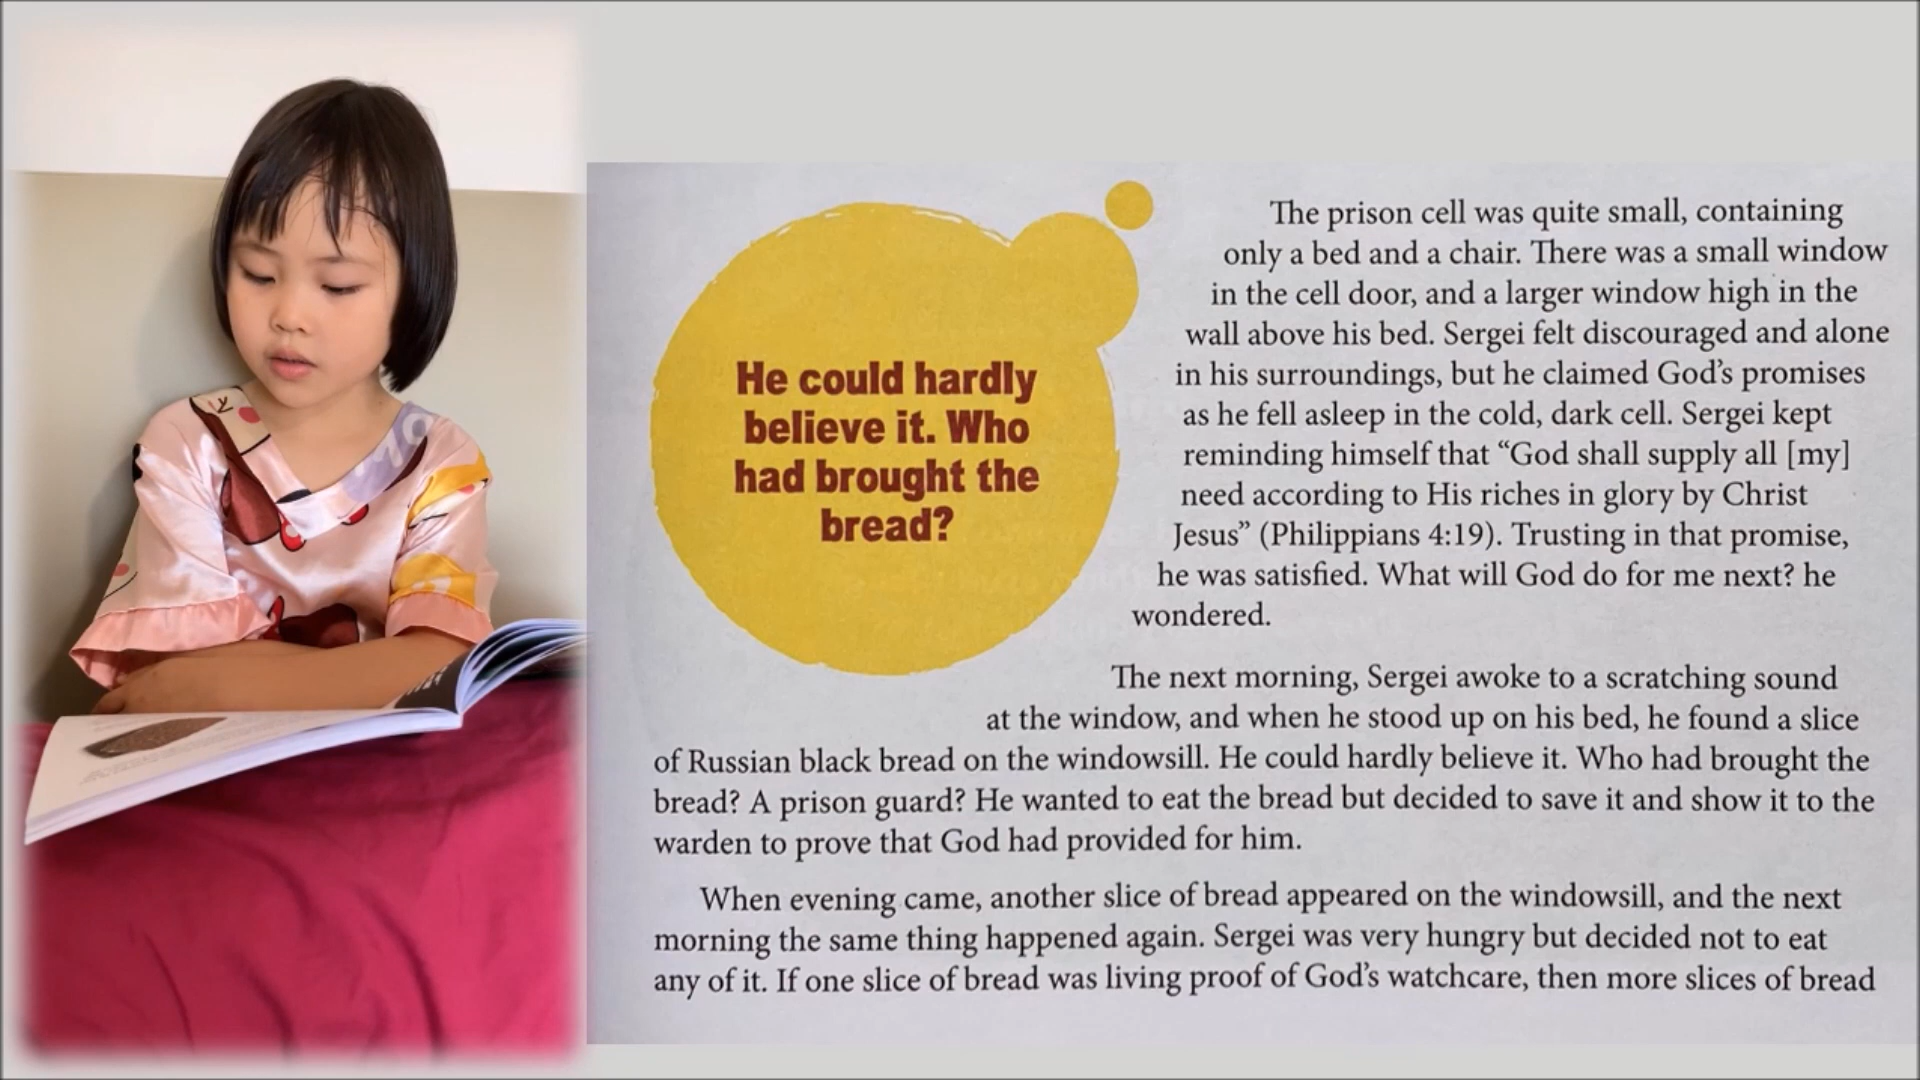 He could hardly
believe it. Who
had brought the
bread?
The prison cell was quite small, containing
only a bed and a chair. There was a small window
in the cell door, and a larger window high in the
wall above his bed. Sergei felt discouraged and alone
in his surroundings, but he claimed God’s promises
as he fell asleep in the cold, dark cell. Sergei kept
reminding himself that “God shall supply all [my]
need according to His riches in glory by Christ
Jesus” (Philippians 4:19). Trusting in that promise,
he was satisfied. What will God do for me next? he
wondered.
The next morning, Sergei awoke to a scratching sound
at the window, and when he stood up on his bed, he found a slice
of Russian black bread on the windowsill. He could hardly believe it. Who had brought the
bread? A prison guard? He wanted to eat the bread but decided to save it and show it to the
warden to prove that God had provided for him.
When evening came, another slice of bread appeared on the windowsill, and the next
morning the same thing happened again. Sergei was very hungry but decided not to eat
any of it. If one slice of bread was living proof of God’s watchcare, then more slices of bread